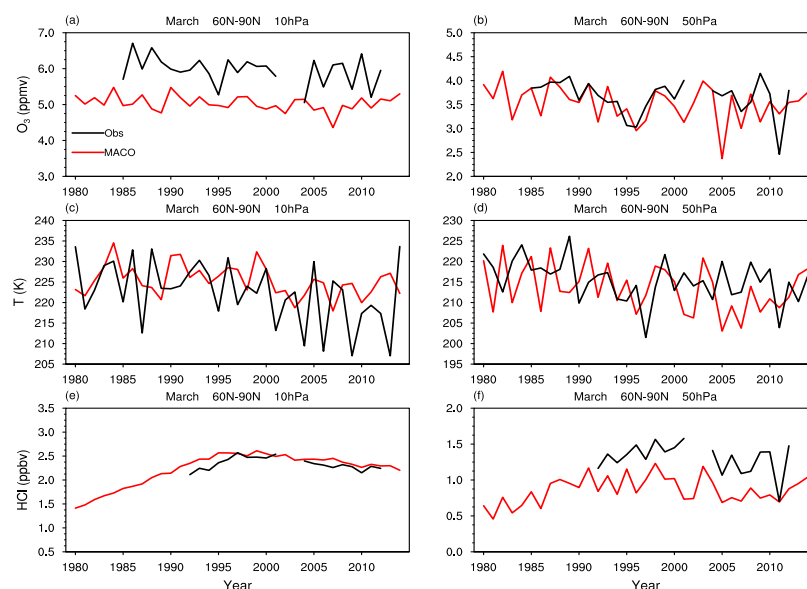 (a) March 60N-90N 10hPa
7.0
6.0
5.0
4.0
3.0
O3 (ppmv)
Obs
MACO
1980 1985 1990 1995 2000 2005 2010
(b) March 60N-90N 50hPa
5.0
4.5
4.0
3.5
3.0
2.5
2.0
1980 1985 1990 1995 2000 2005 2010
(c) March 60N-90N 10hPa
240
235
230
225
220
215
210
205
T (K)
1980 1985 1990 1995 2000 2005 2010
(d) March 60N-90N 50hPa
230
225
220
215
210
205
200
195
1980 1985 1990 1995 2000 2005 2010
(e) March 60N-90N 10hPa
3.5
3.0
2.5
2.0
1.5
1.0
0.5
HCl (ppbv)
1980 1985 1990 1995 2000 2005 2010
Year
(f) March 60N-90N 50hPa
2.0
1.5
1.0
0.5
0.0
1980 1985 1990 1995 2000 2005 2010
Year